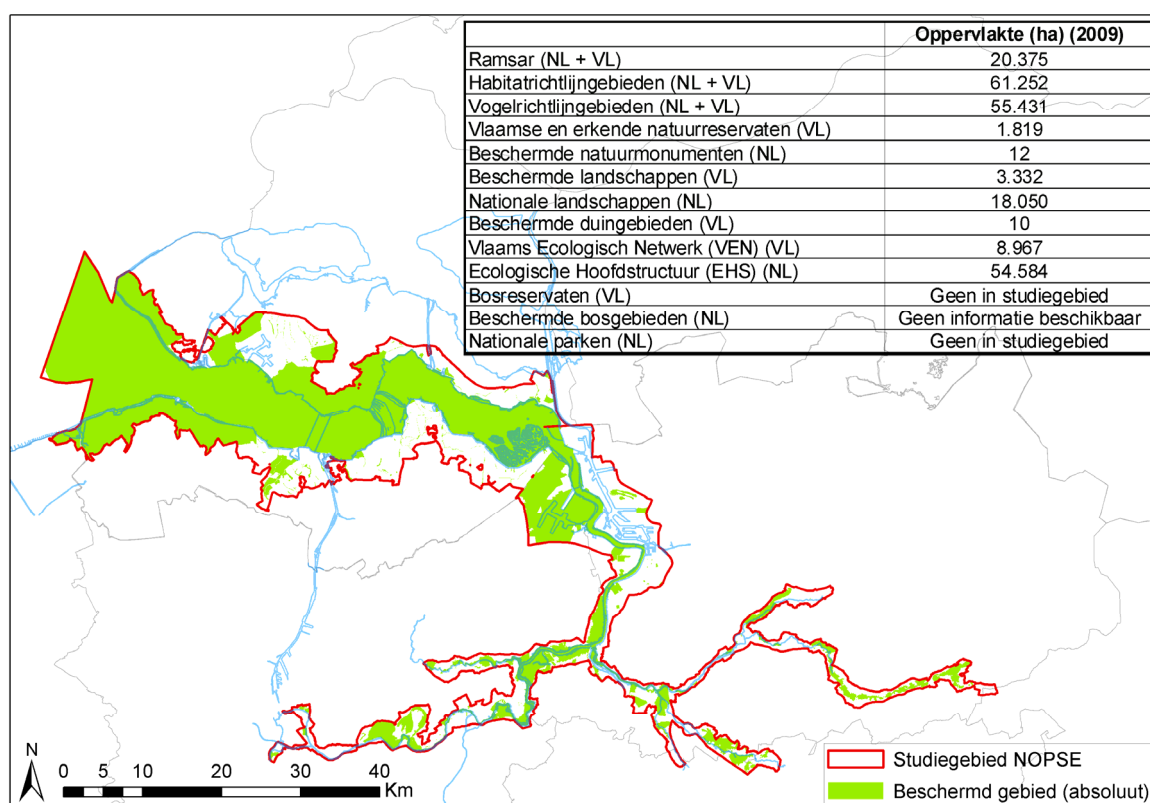 Oppervlakte (ha) (2009)
Ramsar (NL + VL) 20.375
Habitatrichtlijngebieden (NL + VL) 61.252
Vogelrichtlijngebieden (NL + VL) 55.431
Vlaamse en erkende natuurreservaten (VL) 1.819
Beschermde natuurmonumenten (NL) 12
Beschermde landschappen (VL) 3.332
Nationale landschappen (NL) 18.050
Beschermde duingebieden (VL) 10
Vlaams Ecologisch Netwerk (VEN) (VL) 8.967
Ecologische Hoofdstructuur (EHS) (NL) 54.584
Bosreservaten (VL) Geen in studiegebied
Beschermde bosgebieden (NL) Geen informatie beschikbaar
Nationale parken (NL) Geen in studiegebied
N
0 5 10 20 30 40
Km
Studiegebied NOPSE
Beschermd gebied (absoluut)